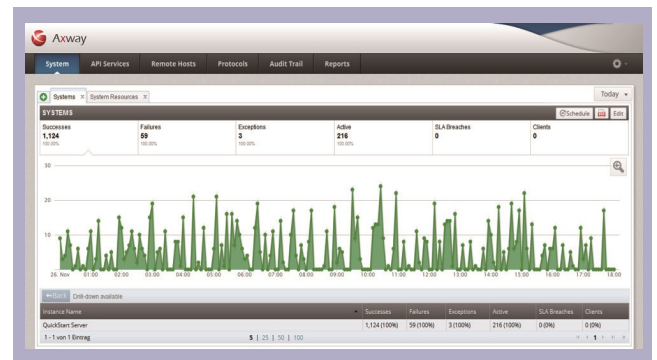 Axway
System API Services Remote Hosts Protocols Audit Trail Reports
Systems x System Resources x Today
SYSTEMS Schedule Edit
Successes Failures Exceptions Active SLA Breaches Clients
1,124 59 3 216 0 0
100.00% 100.00% 100.00% 100.00%
30
20
10
26. Nov 01:00 02:00 03:00 04:00 05:00 06:00 07:00 08:00 09:00 10:00 11:00 12:00 13:00 14:00 15:00 16:00 17:00 18:00
Back Drill-down available
Instance Name Successes Failures Exceptions Active SLA Breaches Clients
QuickStart Server 1,124 (100%) 59 (100%) 3 (100%) 216 (100%) 0 (0%) 0 (0%)
1 - 1 von 1 Eintrag 5 | 25 | 50 | 100 1